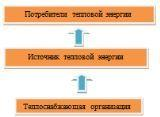 Потребители тепловой энергии
Источник тепловой энергии
Теплоснабжающая организация